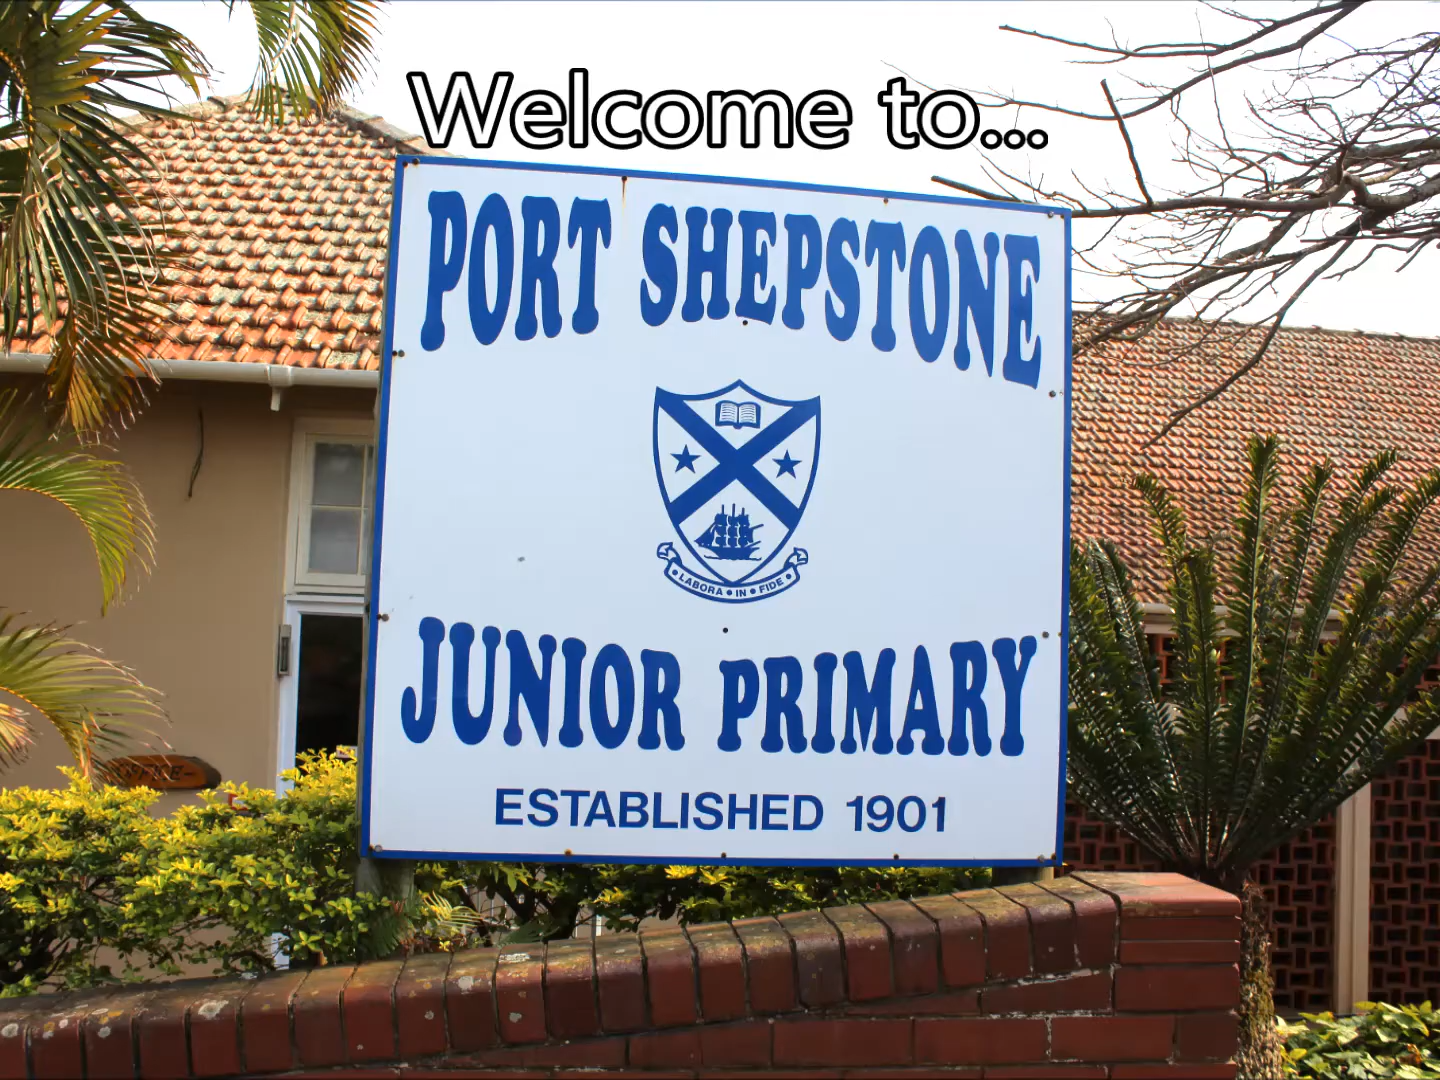 Welcome to...
PORT SHEPSTONE
LABORA • IN • FIDE
JUNIOR PRIMARY
ESTABLISHED 1901